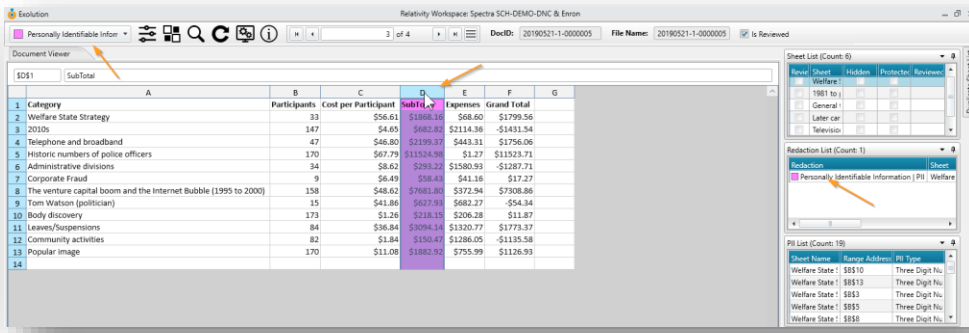 Exolution
Relativity Workspace: Spectra SCH-DEMO-DNC & Enron
Personally Identifiable Inforr
3 of 4
DocID: 20190521-1-0000005
File Name: 20190521-1-0000005
Is Reviewed
Document Viewer
$D$1 SubTotal
A B C D E F G
1 Category Participants Cost per Participant Expenses Grand Total
2 Welfare State Strategy 33 $56.61 $1868.16 $68.60 $1799.56
3 2010s 147 $4.65 $682.82 $2114.36 -$1431.54
4 Telephone and broadband 47 $46.80 $2199.37 $443.31 $1756.06
5 Historic numbers of police officers 170 $67.79 $11524.98 $1.27 $11523.71
6 Administrative divisions 34 $8.62 $293.22 $1580.93 -$1287.71
7 Corporate Fraud 9 $6.49 $58.43 $41.16 $17.27
8 The venture capital boom and the Internet Bubble (1995 to 2000) 158 $48.62 $7681.80 $372.94 $7308.86
9 Tom Watson (politician) 15 $41.86 $627.93 $682.27 -$54.34
10 Body discovery 173 $1.26 $218.15 $206.28 $11.87
11 Leaves/Suspensions 84 $36.84 $3094.14 $1320.77 $1773.37
12 Community activities 82 $1.84 $150.47 $1286.05 -$1135.58
13 Popular image 170 $11.08 $1882.92 $755.99 $1126.93
14
Sheet List (Count: 6)
Revie Sheet Hidden Protected Reviewed
Welfare
1981 to
General
Later car
Televisio
Redaction List (Count: 1)
Redaction Sheet
Personally Identifiable Information | PII Welfare
PII List (Count: 19)
Sheet Name Range Address PII Type
Welfare State $B$10 Three Digit Nu
Welfare State $B$13 Three Digit Nu
Welfare State $B$3 Three Digit Nu
Welfare State $B$5 Three Digit Nu
Welfare State $B$8 Three Digit Nu